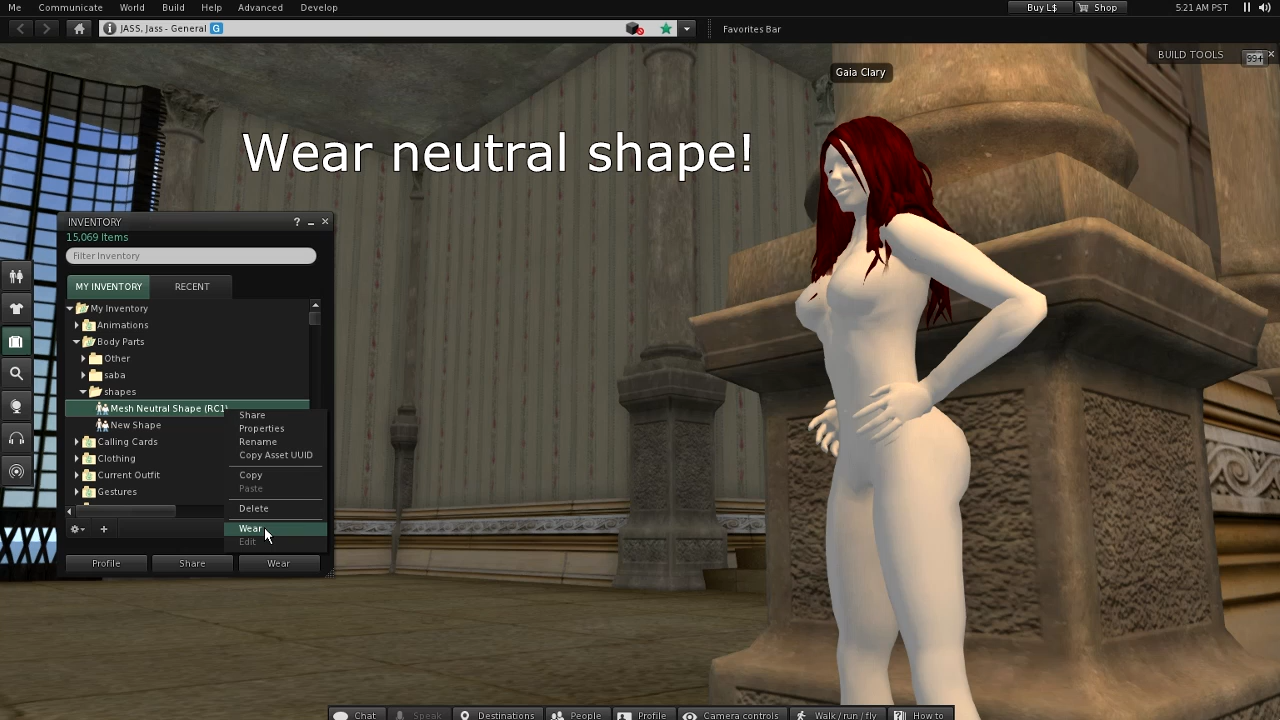 Me Communicate World Build Help Advanced Develop Buy L$ Shop 5:21 AM PST
JASS, Jass - General G Favorites Bar
BUILD TOOLS 99+
Gaia Clary
Wear neutral shape!
INVENTORY ?
15,069 Items
Filter Inventory
MY INVENTORY RECENT
My Inventory
Animations
Body Parts
Other
saba
shapes
Mesh Neutral Shape (RC1)
New Shape
Calling Cards
Clothing
Current Outfit
Gestures
Share
Properties
Rename
Copy Asset UUID
Copy
Paste
Delete
Wear
Edit
Profile Share Wear
Chat Speak Destinations People Profile Camera controls Walk / run / fly How to